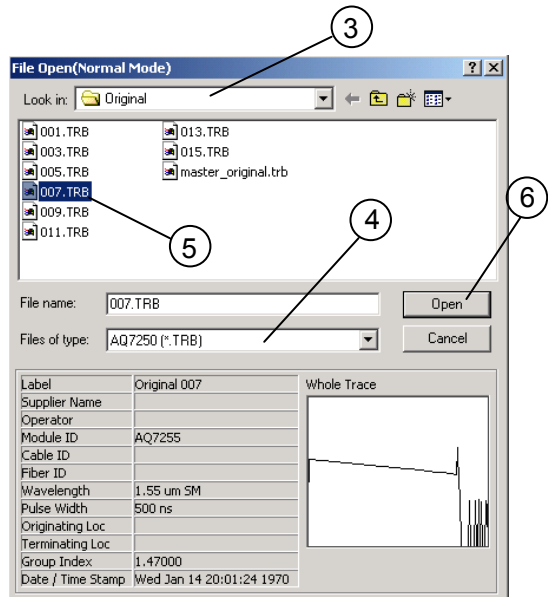 3
File Open(Normal Mode)
Look in: Original
001.TRB
003.TRB
005.TRB
007.TRB
009.TRB
011.TRB
013.TRB
015.TRB
master_original.trb
5
4
6
File name: 007.TRB Open
Files of type: AQ7250 (*.TRB) Cancel
Label Original 007
Supplier Name
Operator
Module ID AQ7255
Cable ID
Fiber ID
Wavelength 1.55 um SM
Pulse Width 500 ns
Originating Loc
Terminating Loc
Group Index 1.47000
Date / Time Stamp Wed Jan 14 20:01:24 1970
Whole Trace